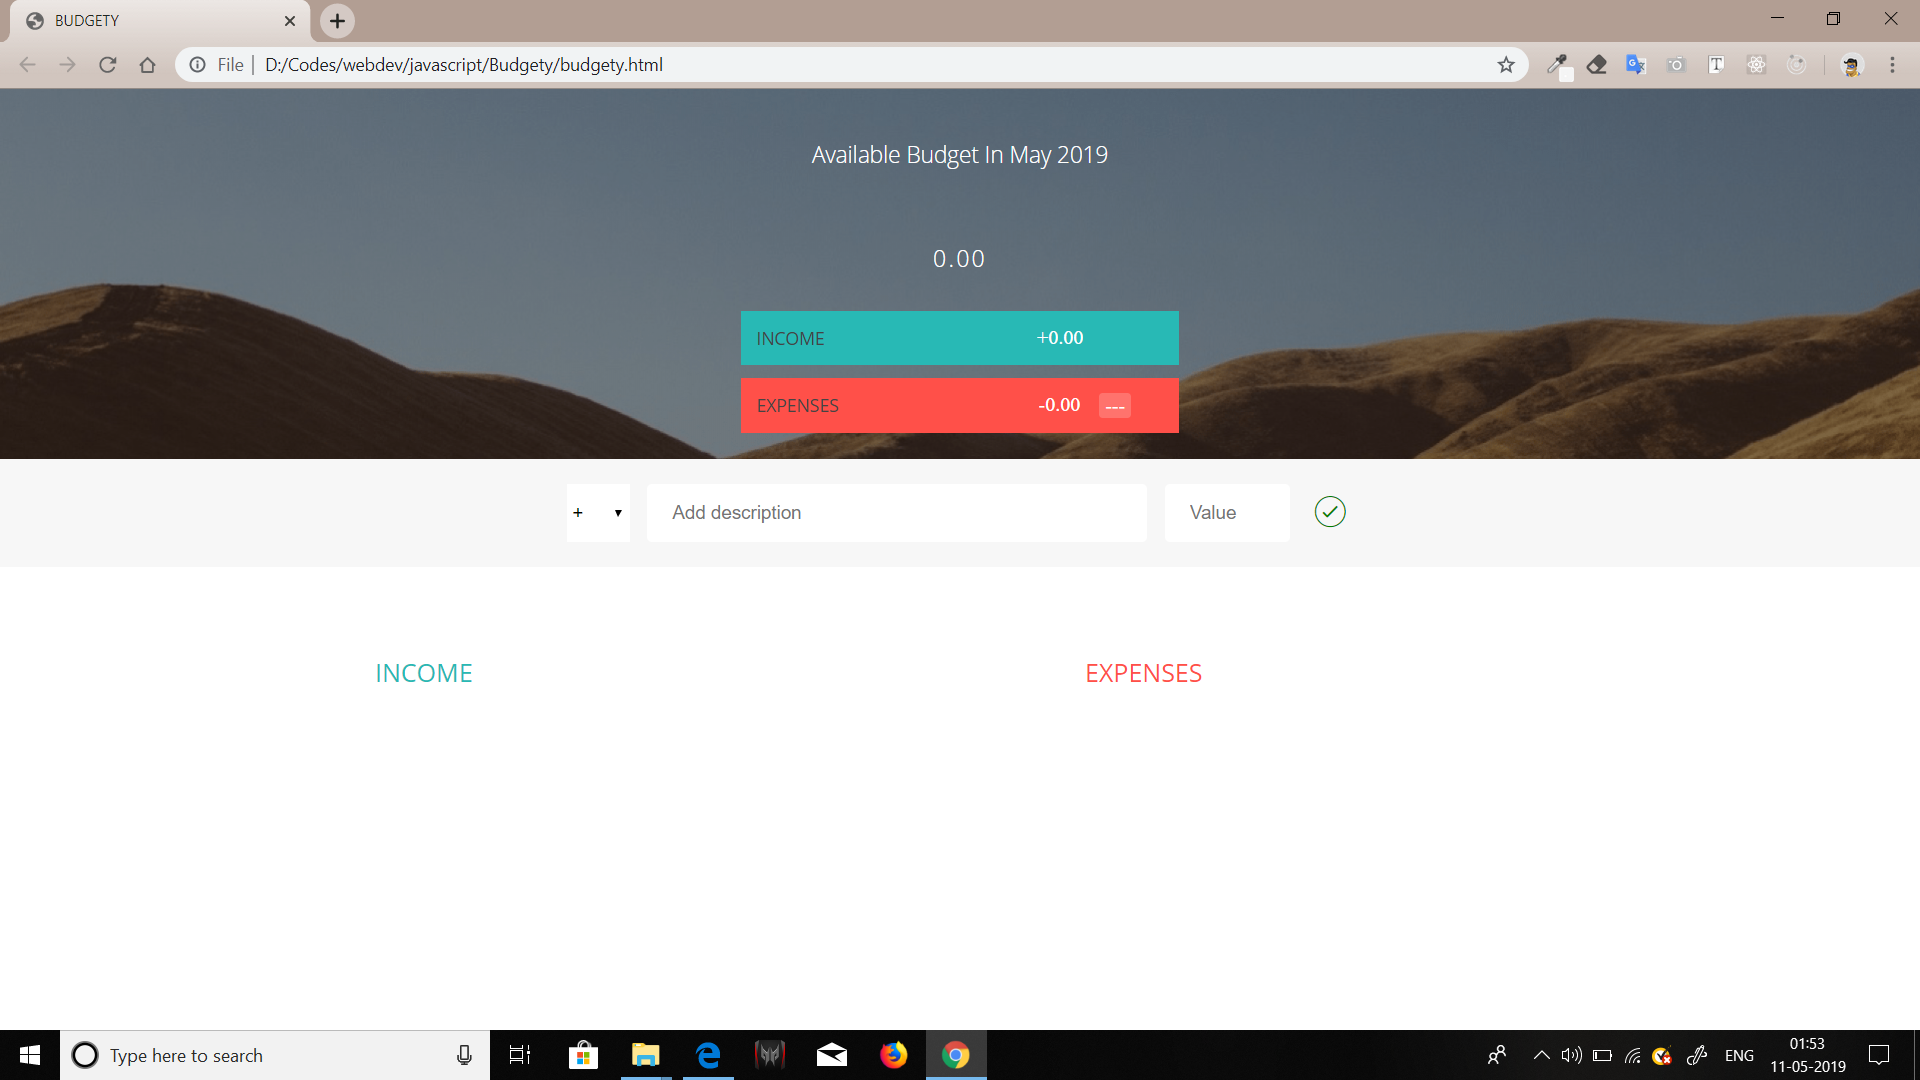 BUDGETY
File | D:/Codes/webdev/javascript/Budgety/budgety.html
Available Budget In May 2019
0.00
INCOME +0.00
EXPENSES -0.00 ---
+ Add description Value
INCOME EXPENSES
Type here to search ENG 01:53
11-05-2019